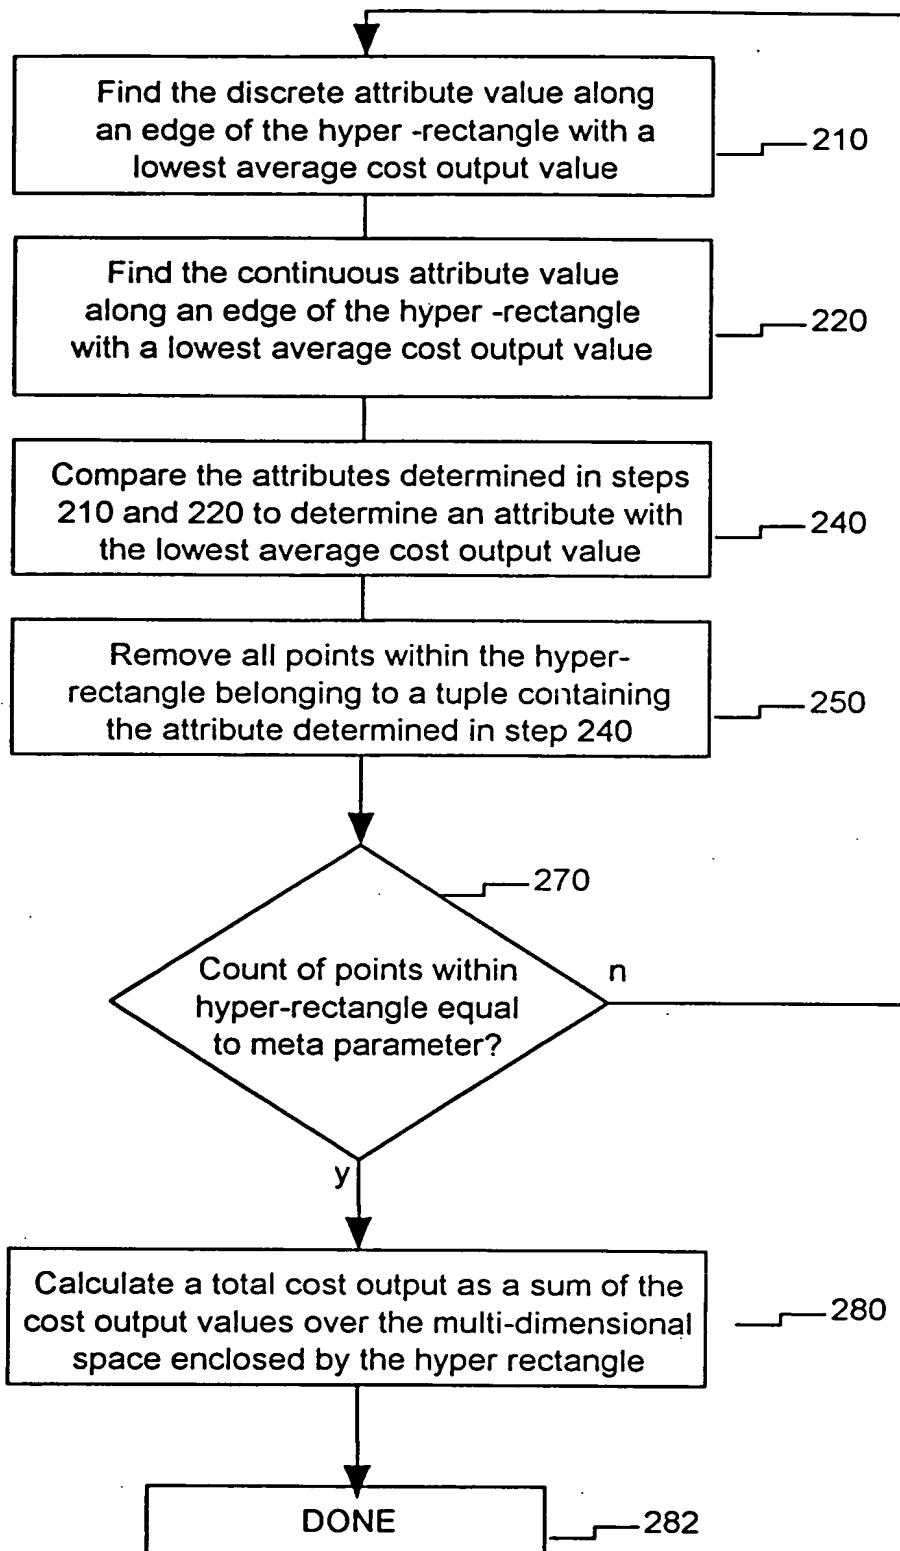 Find the discrete attribute value along
an edge of the hyper -rectangle with a
lowest average cost output value
210
Find the continuous attribute value
along an edge of the hyper -rectangle
with a lowest average cost output value
220
Compare the attributes determined in steps
210 and 220 to determine an attribute with
the lowest average cost output value
240
Remove all points within the hyper-
rectangle belonging to a tuple containing
the attribute determined in step 240
250
270
Count of points within
hyper-rectangle equal
to meta parameter?
n
y
Calculate a total cost output as a sum of the
cost output values over the multi-dimensional
space enclosed by the hyper rectangle
280
DONE
282